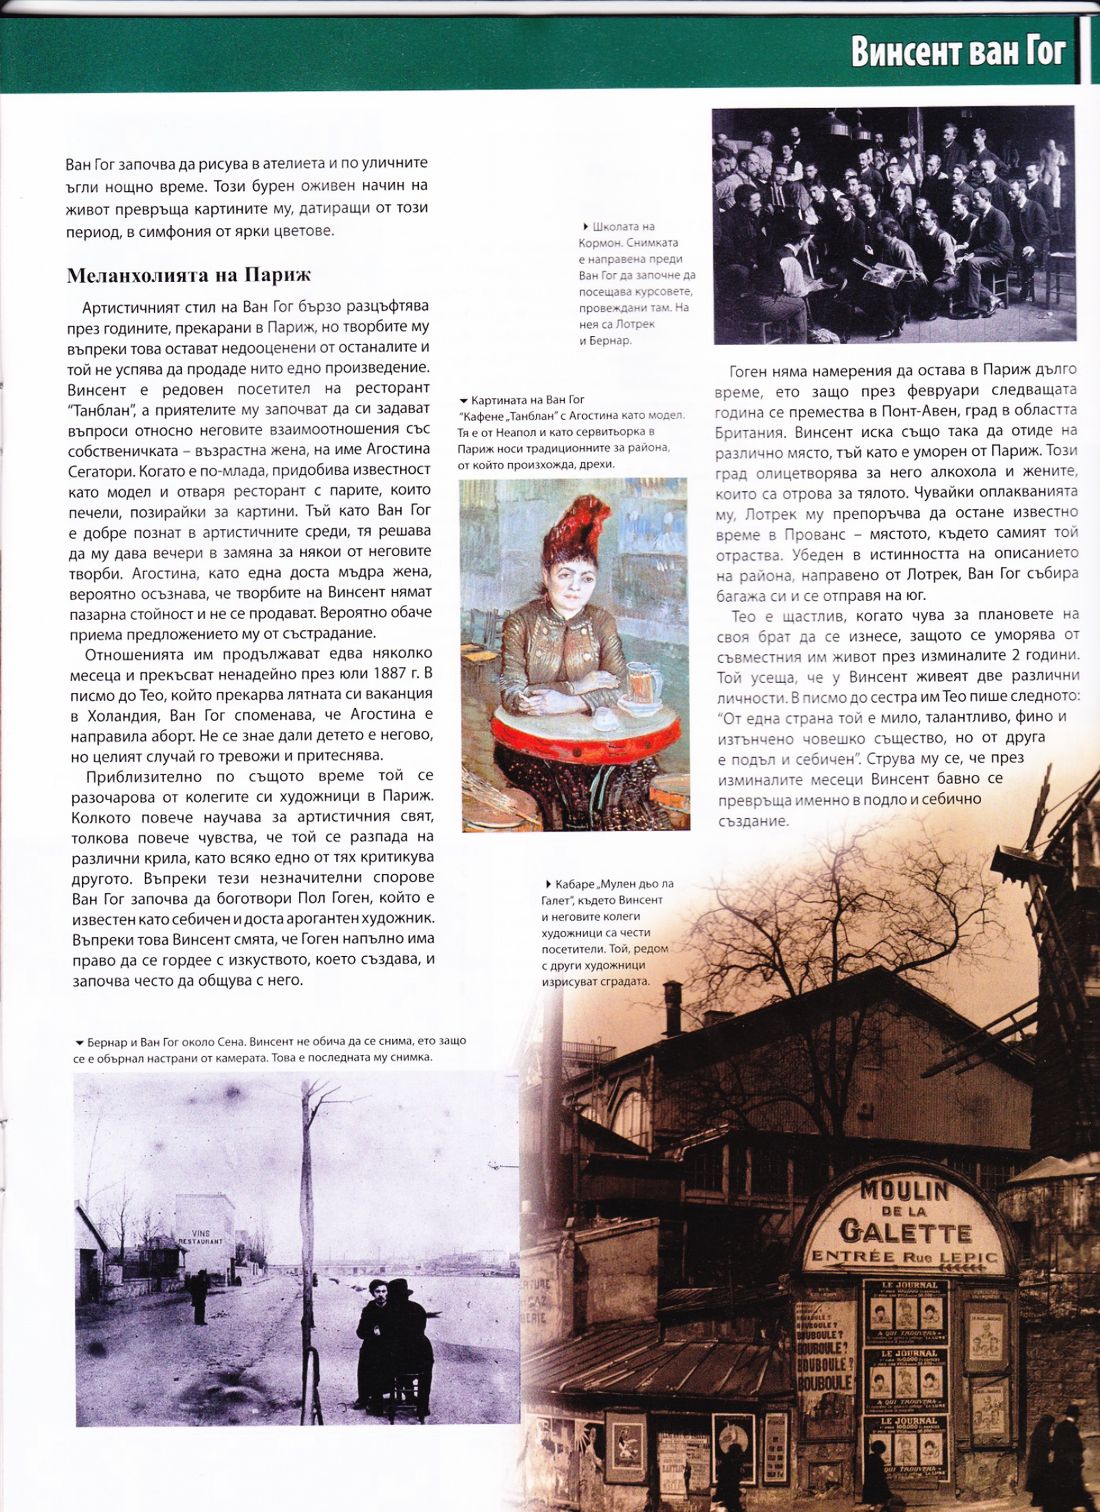 Винсент ван Гог
Ван Гог започва да рисува в ателиета и по уличните
ъгли нощно време. Този бурен оживен начин на
живот превръща картините му, датиращи от този
период, в симфония от ярки цветове.
Меланхолията на Париж
Артистичният стил на Ван Гог бързо разцъфтява
през годините, прекарани в Париж, но творбите му
въпреки това остават недооценени от останалите и
той не успява да продаде нито едно произведение.
Винсент е редовен посетител на ресторант
“Танблан”, а приятелите му започват да си задават
въпроси относно неговите взаимоотношения със
собственичката – възрастна жена, на име Агостина
Сегатори. Когато е по-млада, придобива известност
като модел и отваря ресторант с парите, които
печели, позирайки за картини. Тъй като Ван Гог
е добре познат в артистичните среди, тя решава
да му дава вечери в замяна за някои от неговите
творби. Агостина, като една доста мъдра жена,
вероятно осъзнава, че творбите на Винсент нямат
пазарна стойност и не се продават. Вероятно обаче
приема предложението му от състрадание.
Отношенията им продължават едва няколко
месеца и прекъсват ненадейно през юли 1887 г. В
писмо до Тео, който прекарва лятната си ваканция
в Холандия, Ван Гог споменава, че Агостина е
направила аборт. Не се знае дали детето е негово,
но целият случай го тревожи и притеснява.
Приблизително по същото време той се
разочарова от колегите си художници в Париж.
Колкото повече научава за артистичния свят,
толкова повече чувства, че той се разпада на
различни крила, като всяко едно от тях критикува
другото. Въпреки тези незначителни спорове
Ван Гог започва да боготвори Пол Гоген, който е
известен като себичен и доста арогантен художник.
Въпреки това Винсент смята, че Гоген напълно има
право да се гордее с изкуството, което създава, и
започва често да общува с него.
Бернар и Ван Гог около Сена. Винсент не обича да се снима, ето защо
се е обърнал настрани от камерата. Това е последната му снимка.
VINS
RESTAURANT
Школата на
Кормон. Снимката
е направена преди
Ван Гог да започне да
посещава курсовете,
провеждани там. На
нея са Лотрек
и Бернар.
Картината на Ван Гог
“Кафене „Танблан” с Агостина като модел.
Тя е от Неапол и като сервитьорка в
Париж носи традиционните за района,
от който произхожда, дрехи.
Гоген няма намерения да остава в Париж дълго
време, ето защо през февруари следващата
година се премества в Понт-Авен, град в областта
Британия. Винсент иска също така да отиде на
различно място, тъй като е уморен от Париж. Този
град олицетворява за него алкохола и жените,
които са отрова за тялото. Чувайки оплакванията
му, Лотрек му препоръчва да остане известно
време в Прованс – мястото, където самият той
отраства. Убеден в истинността на описанието
на района, направено от Лотрек, Ван Гог събира
багажа си и се отправя на юг.
Тео е щастлив, когато чува за плановете на
своя брат да се изнесе, защото се уморява от
съвместния им живот през изминалите 2 години.
Той усеща, че у Винсент живеят две различни
личности. В писмо до сестра им Тео пише следното:
“От една страна той е мило, талантливо, фино и
изтънчено човешко същество, но от друга
е подъл и себичен”. Струва му се, че през
изминалите месеци Винсент бавно се
превръща именно в подло и себично
създание.
Кабаре „Мулен дьо ла
Галет”, където Винсент
и неговите колеги
художници са чести
посетители. Той, редом
с други художници
изрисуват сградата.
MOULIN
DE LA
GALETTE
ENTRÉE Rue LEPIC
LE JOURNAL
A QUI TROUVERA
LE JOURNAL
A QUI TROUVERA
LE JOURNAL
QUI TROUVERA
BOUBOULE?
BOUBOULE?
BOUBOULE?
BOUBOULE?
BOUBOULE